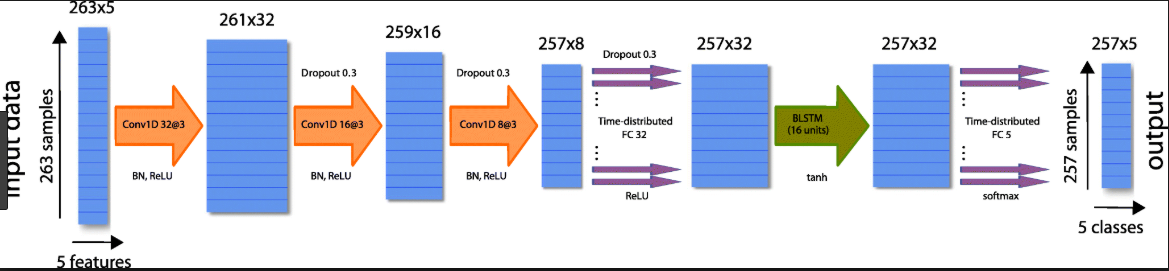 263x5
input data
263 samples
5 features
Conv1D 32@3
BN, ReLU
261x32
Dropout 0.3
Conv1D 16@3
BN, ReLU
259x16
Dropout 0.3
Conv1D 8@3
BN, ReLU
257x8
Dropout 0.3
Time-distributed
FC 32
ReLU
257x32
BLSTM
(16 units)
tanh
257x32
Time-distributed
FC 5
softmax
257x5
257 samples
5 classes
output